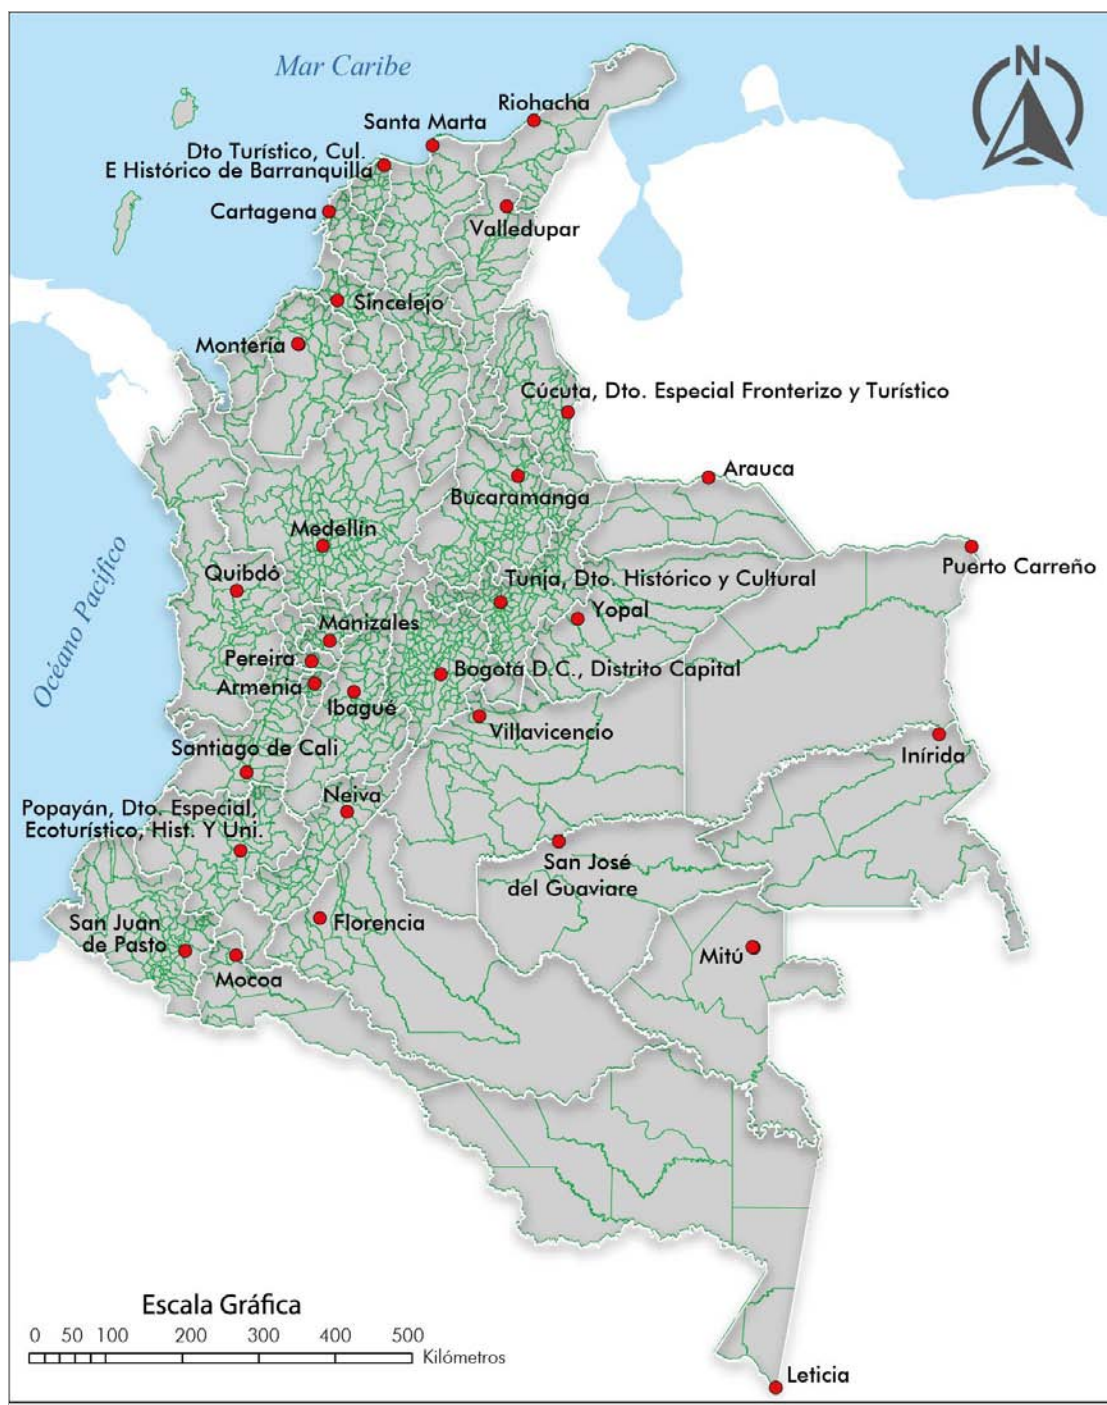 Mar Caribe
N
Riohacha
Santa Marta
Dto Turístico, Cul.
E Histórico de Barranquilla
Cartagena
Valledupar
Sincelejo
Montería
Cúcuta, Dto. Especial Fronterizo y Turístico
Arauca
Bucaramanga
Medellín
Puerto Carreño
Quibdó
Tunja, Dto. Histórico y Cultural
Yopal
Manizales
Pereira
Bogotá D.C., Distrito Capital
Armenia
Ibagué
Océano Pacífico
Villavicencio
Santiago de Cali
Inírida
Neiva
Popayán, Dto. Especial,
Ecoturístico, Hist. Y Uni.
San José
del Guaviare
San Juan
de Pasto
Florencia
Mitú
Mocoa
Escala Gráfica
0 50 100 200 300 400 500
Kilómetros
Leticia